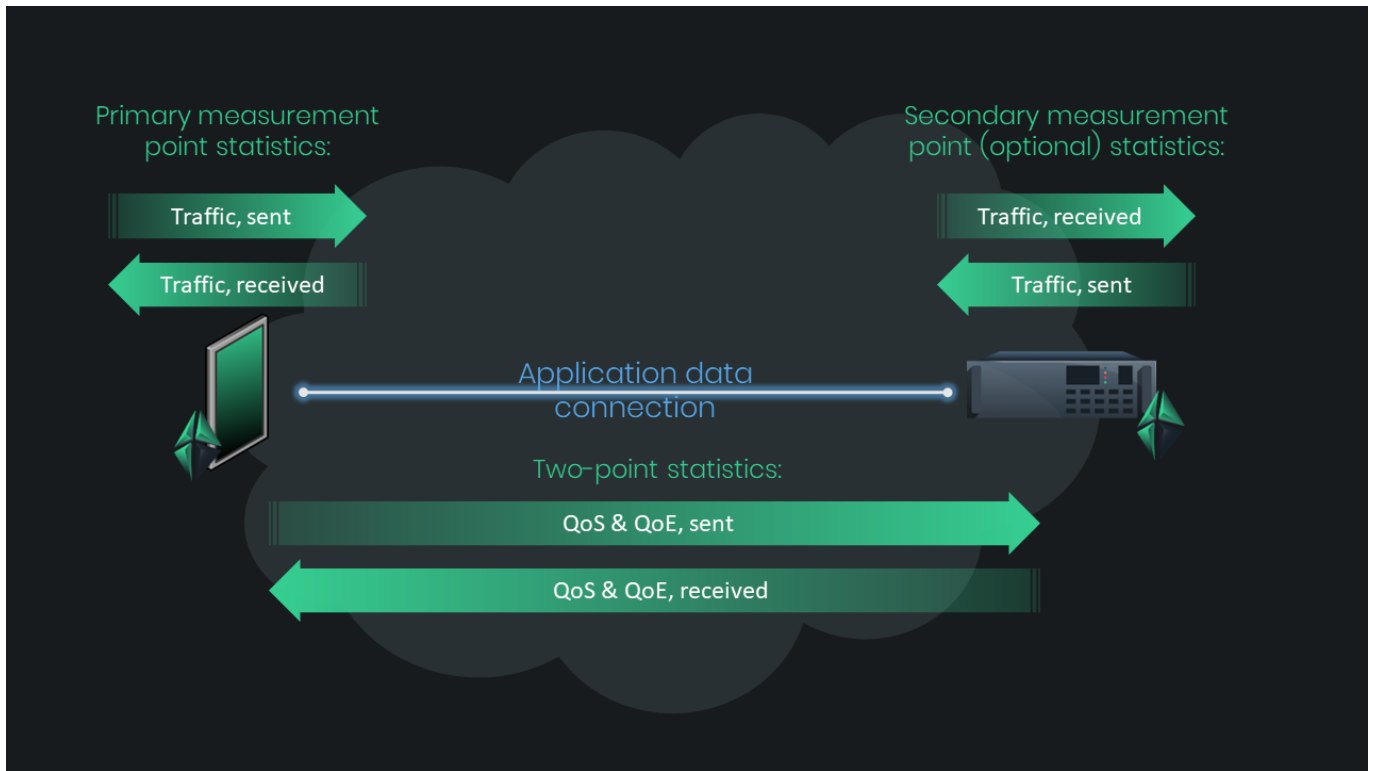 Primary measurement
point statistics:
Traffic, sent
Traffic, received
Secondary measurement
point (optional) statistics:
Traffic, received
Traffic, sent
Application data
connection
Two-point statistics:
QoS & QoE, sent
QoS & QoE, received